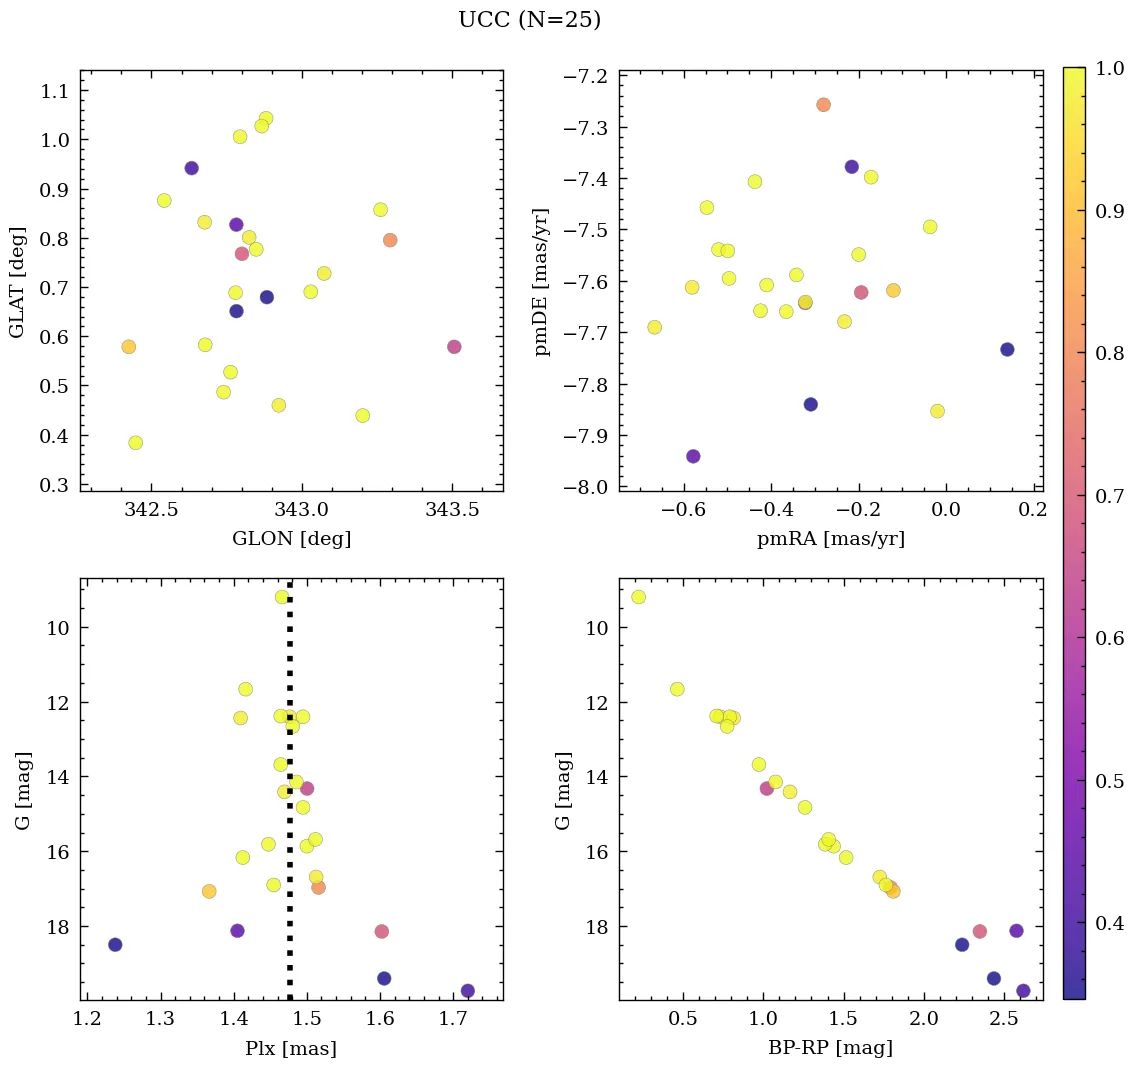 UCC (N=25)
1.1
1.0
0.9
0.8
0.7
0.6
0.5
0.4
0.3
GLAT [deg]
342.5 343.0 343.5
GLON [deg]
−7.2
−7.3
−7.4
−7.5
−7.6
−7.7
−7.8
−7.9
−8.0
pmDE [mas/yr]
−0.6 −0.4 −0.2 0.0 0.2
pmRA [mas/yr]
10
12
14
16
18
G [mag]
1.2 1.3 1.4 1.5 1.6 1.7
Plx [mas]
10
12
14
16
18
G [mag]
0.5 1.0 1.5 2.0 2.5
BP-RP [mag]
1.0
0.9
0.8
0.7
0.6
0.5
0.4